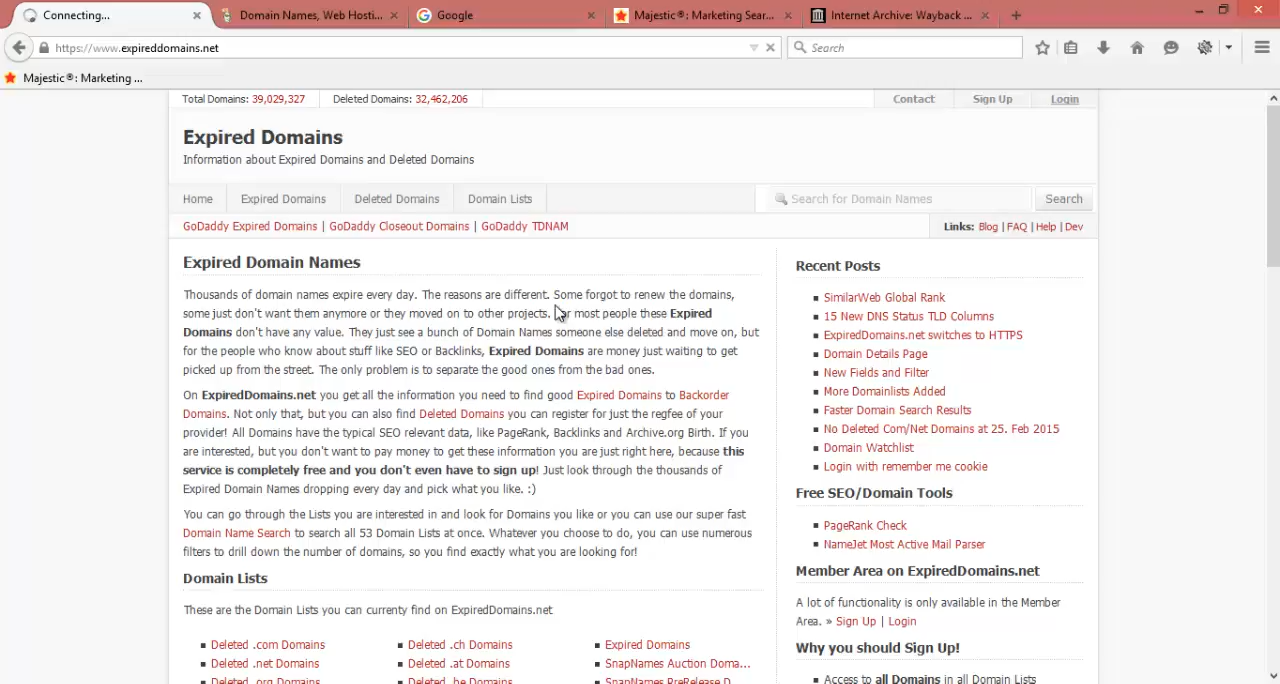 Connecting...
Domain Names, Web Hosti...
Google
Majestic®: Marketing Sear...
Internet Archive: Wayback ...
https://www.expireddomains.net
Search
Majestic®: Marketing ...
Total Domains: 39,029,327
Deleted Domains: 32,462,206
Contact
Sign Up
Login
Expired Domains
Information about Expired Domains and Deleted Domains
Home
Expired Domains
Deleted Domains
Domain Lists
Search for Domain Names
Search
GoDaddy Expired Domains | GoDaddy Closeout Domains | GoDaddy TDNAM
Links: Blog | FAQ | Help | Dev
Expired Domain Names
Thousands of domain names expire every day. The reasons are different. Some forgot to renew the domains,
some just don't want them anymore or they moved on to other projects. For most people these Expired
Domains don't have any value. They just see a bunch of Domain Names someone else deleted and move on, but
for the people who know about stuff like SEO or Backlinks, Expired Domains are money just waiting to get
picked up from the street. The only problem is to separate the good ones from the bad ones.
On ExpiredDomains.net you get all the information you need to find good Expired Domains to Backorder
Domains. Not only that, but you can also find Deleted Domains you can register for just the regfee of your
provider! All Domains have the typical SEO relevant data, like PageRank, Backlinks and Archive.org Birth. If you
are interested, but you don't want to pay money to get these information you are just right here, because this
service is completely free and you don't even have to sign up! Just look through the thousands of
Expired Domain Names dropping every day and pick what you like. :)
You can go through the Lists you are interested in and look for Domains you like or you can use our super fast
Domain Name Search to search all 53 Domain Lists at once. Whatever you choose to do, you can use numerous
filters to drill down the number of domains, so you find exactly what you are looking for!
Domain Lists
These are the Domain Lists you can currently find on ExpiredDomains.net
Deleted .com Domains
Deleted .ch Domains
Expired Domains
Deleted .net Domains
Deleted .at Domains
SnapNames Auction Doma...
Deleted .org Domains
Deleted .be Domains
SnapNames PreRelease D...
Recent Posts
SimilarWeb Global Rank
15 New DNS Status TLD Columns
ExpiredDomains.net switches to HTTPS
Domain Details Page
New Fields and Filter
More Domainlists Added
Faster Domain Search Results
No Deleted Com/Net Domains at 25. Feb 2015
Domain Watchlist
Login with remember me cookie
Free SEO/Domain Tools
PageRank Check
NameJet Most Active Mail Parser
Member Area on ExpiredDomains.net
A lot of functionality is only available in the Member
Area. » Sign Up | Login
Why you should Sign Up!
Access to all Domains in all Domain Lists